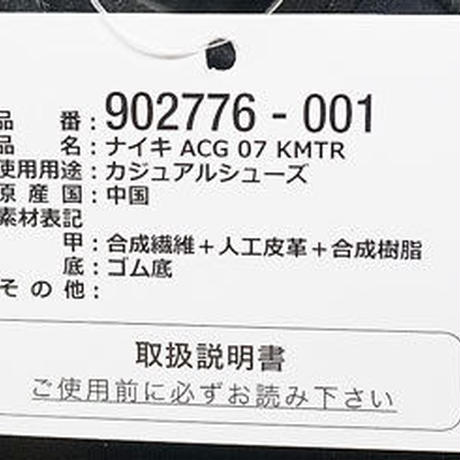 品 番：902776 - 001
品 名：ナイキ ACG 07 KMTR
使用用途：カジュアルシューズ
原 産 国：中国
素材表記
甲：合成繊維＋人工皮革＋合成樹脂
底：ゴム底
そ の 他：
取扱説明書
ご使用前に必ずお読み下さい